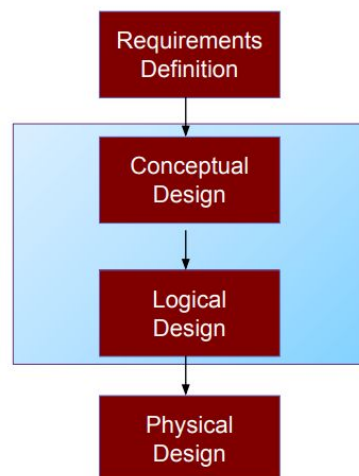 Requirements
Definition
Conceptual
Design
Logical
Design
Physical
Design